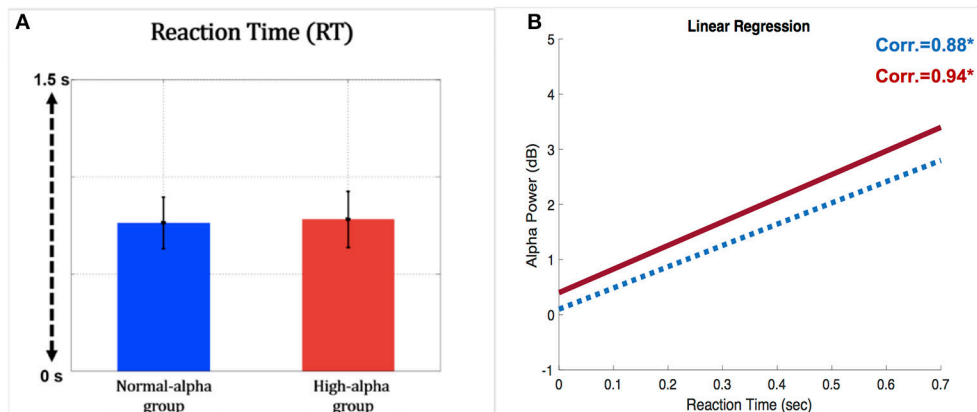 A
Reaction Time (RT)
1.5 s
0 s
Normal-alpha
group
High-alpha
group
B
Linear Regression
Corr.=0.88*
Corr.=0.94*
5
4
3
2
1
0
-1
Alpha Power (dB)
0
0.1
0.2
0.3
0.4
0.5
0.6
0.7
Reaction Time (sec)